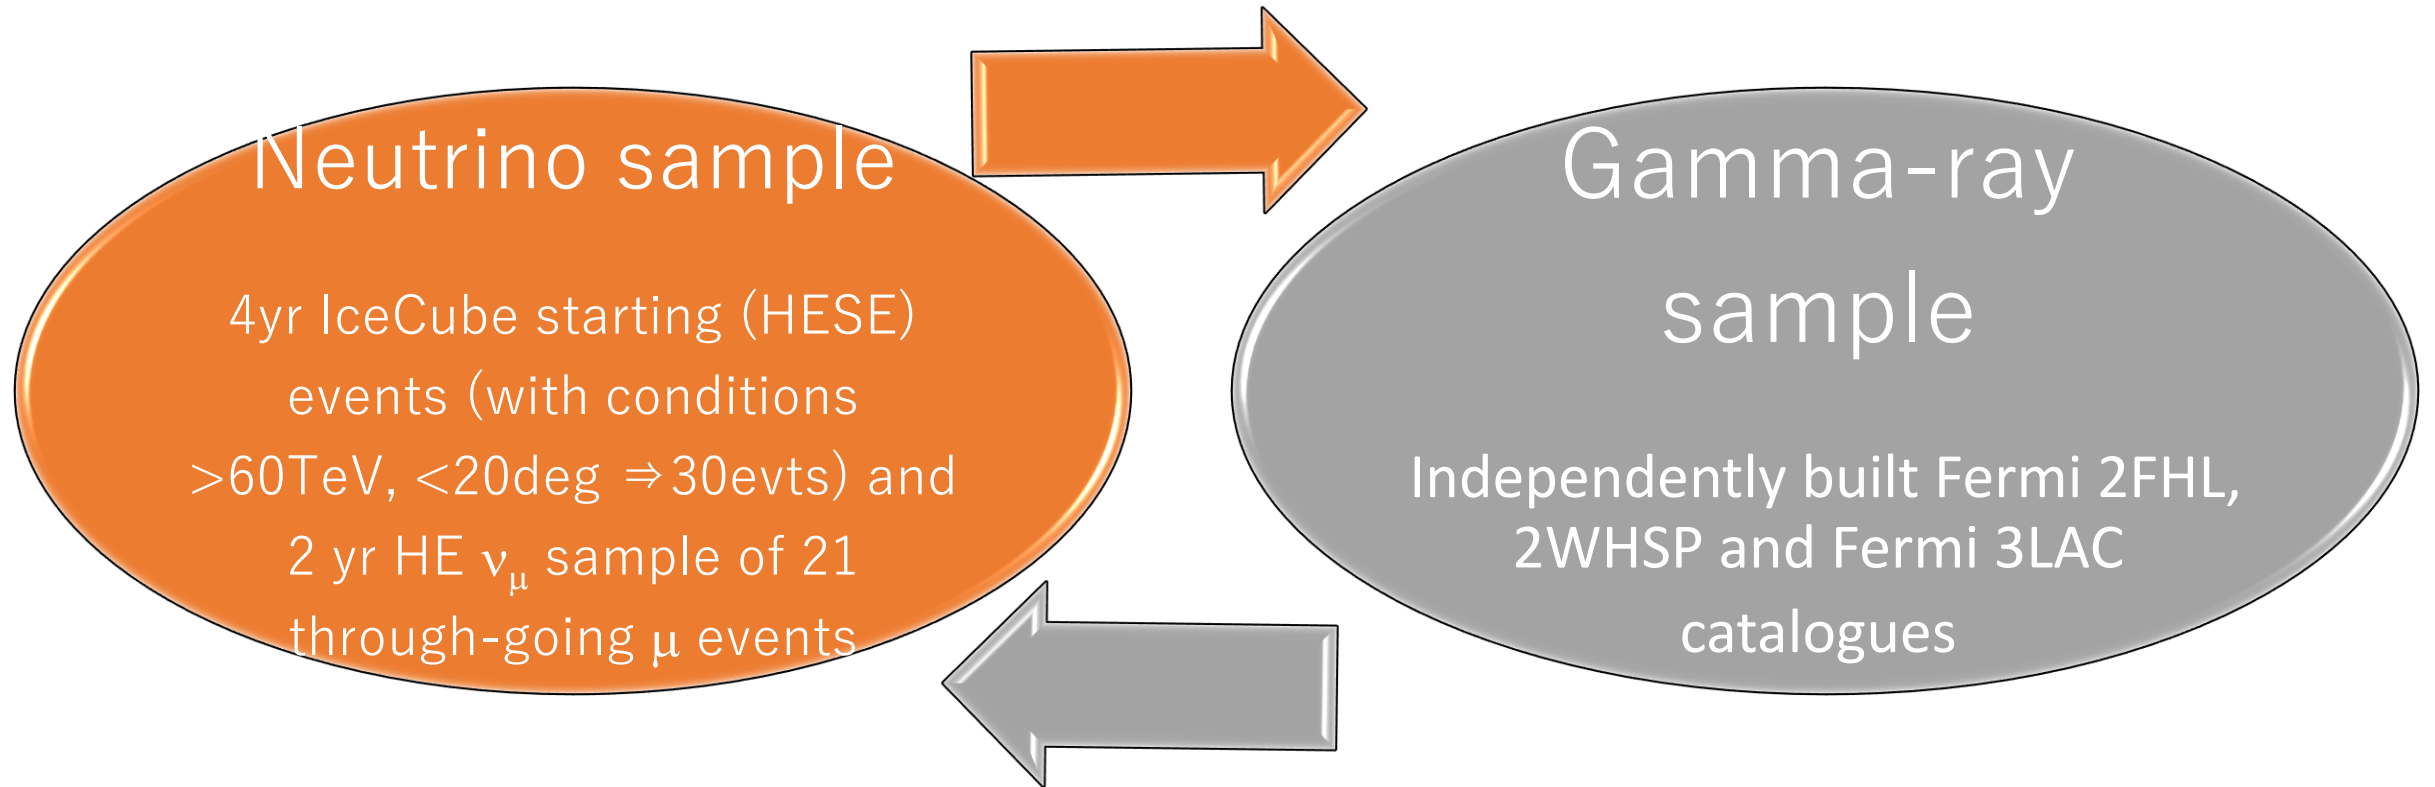 Neutrino sample
4yr IceCube starting (HESE)
events (with conditions
>60TeV, <20deg ⇒30evts) and
2 yr HE νμ sample of 21
through-going μ events
Gamma-ray
sample
Independently built Fermi 2FHL,
2WHSP and Fermi 3LAC
catalogues